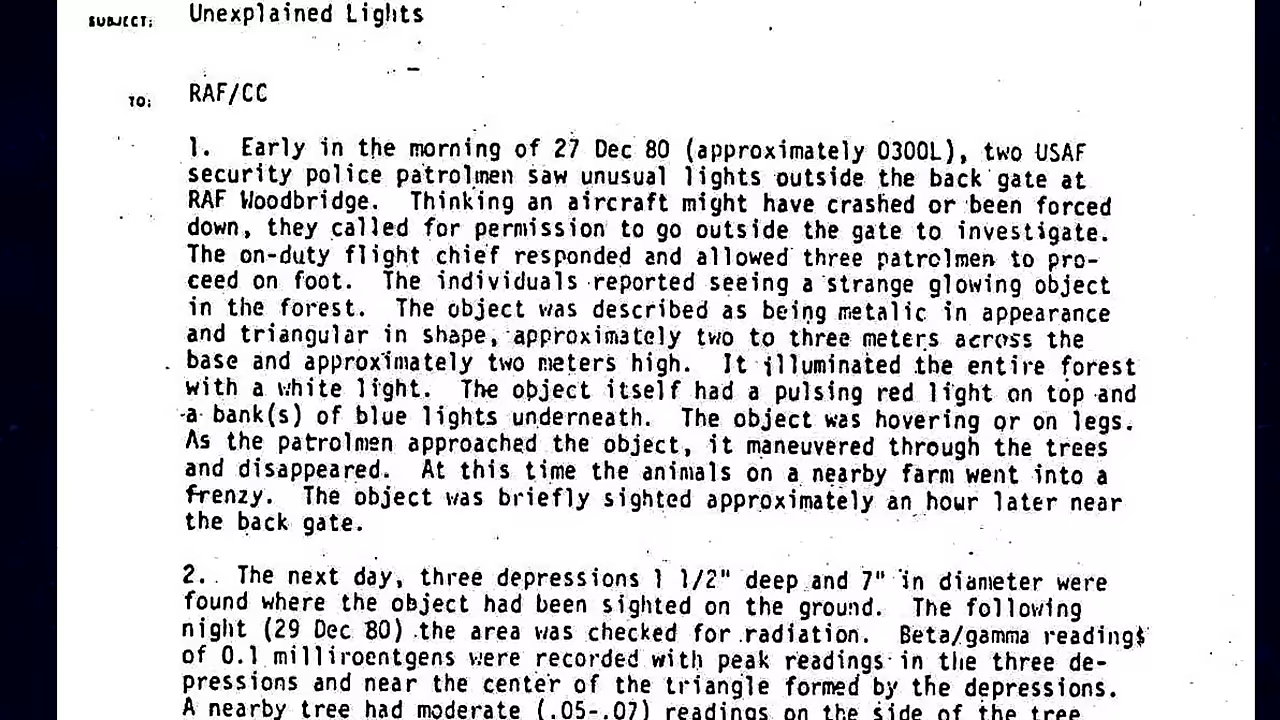 SUBJECT: Unexplained Lights
TO: RAF/CC
1. Early in the morning of 27 Dec 80 (approximately 0300L), two USAF
security police patrolmen saw unusual lights outside the back gate at
RAF Woodbridge. Thinking an aircraft might have crashed or been forced
down, they called for permission to go outside the gate to investigate.
The on-duty flight chief responded and allowed three patrolmen to pro-
ceed on foot. The individuals reported seeing a strange glowing object
in the forest. The object was described as being metalic in appearance
and triangular in shape, approximately two to three meters across the
base and approximately two meters high. It illuminated the entire forest
with a white light. The object itself had a pulsing red light on top and
a bank(s) of blue lights underneath. The object was hovering or on legs.
As the patrolmen approached the object, it maneuvered through the trees
and disappeared. At this time the animals on a nearby farm went into a
frenzy. The object was briefly sighted approximately an hour later near
the back gate.
2. The next day, three depressions 1 1/2" deep and 7" in diameter were
found where the object had been sighted on the ground. The following
night (29 Dec 80) the area was checked for radiation. Beta/gamma readings
of 0.1 milliroentgens were recorded with peak readings in the three de-
pressions and near the center of the triangle formed by the depressions.
A nearby tree had moderate (.05-.07) readings on the side of the tree